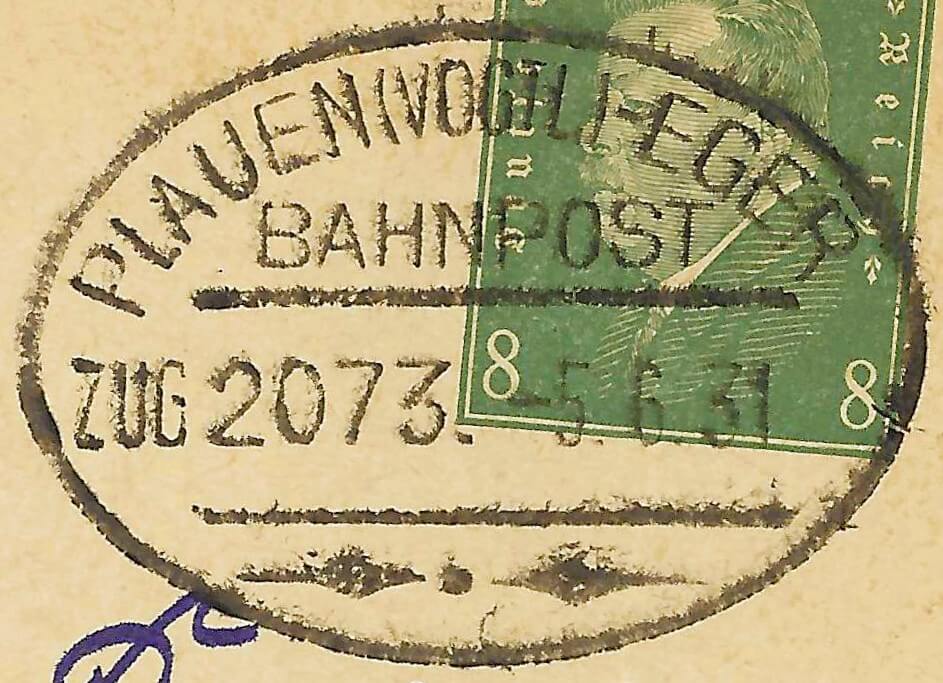 PLAUEN (VOGTL)-EGER
BAHNPOST
ZUG 2073. -5.6.31
8 8